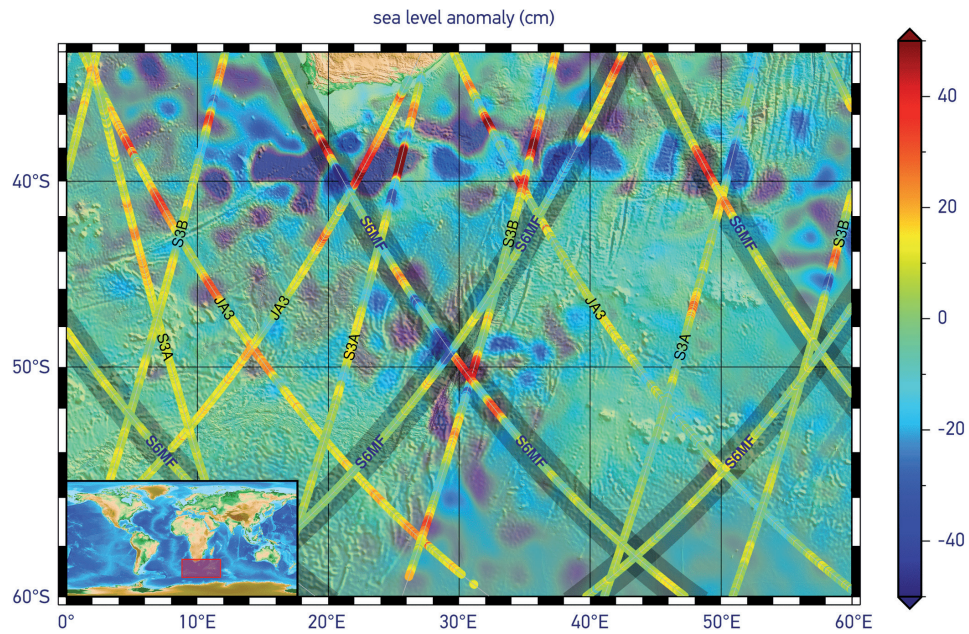 sea level anomaly (cm)
40
20
0
-20
-40
40°S
50°S
60°S
0°
10°E
20°E
30°E
40°E
50°E
60°E
S6MF
S3B
S6MF
S6MF
S3B
S3B
JA3
JA3
JA3
S3A
S3A
S3A
S6MF
S6MF
S6MF
S6MF